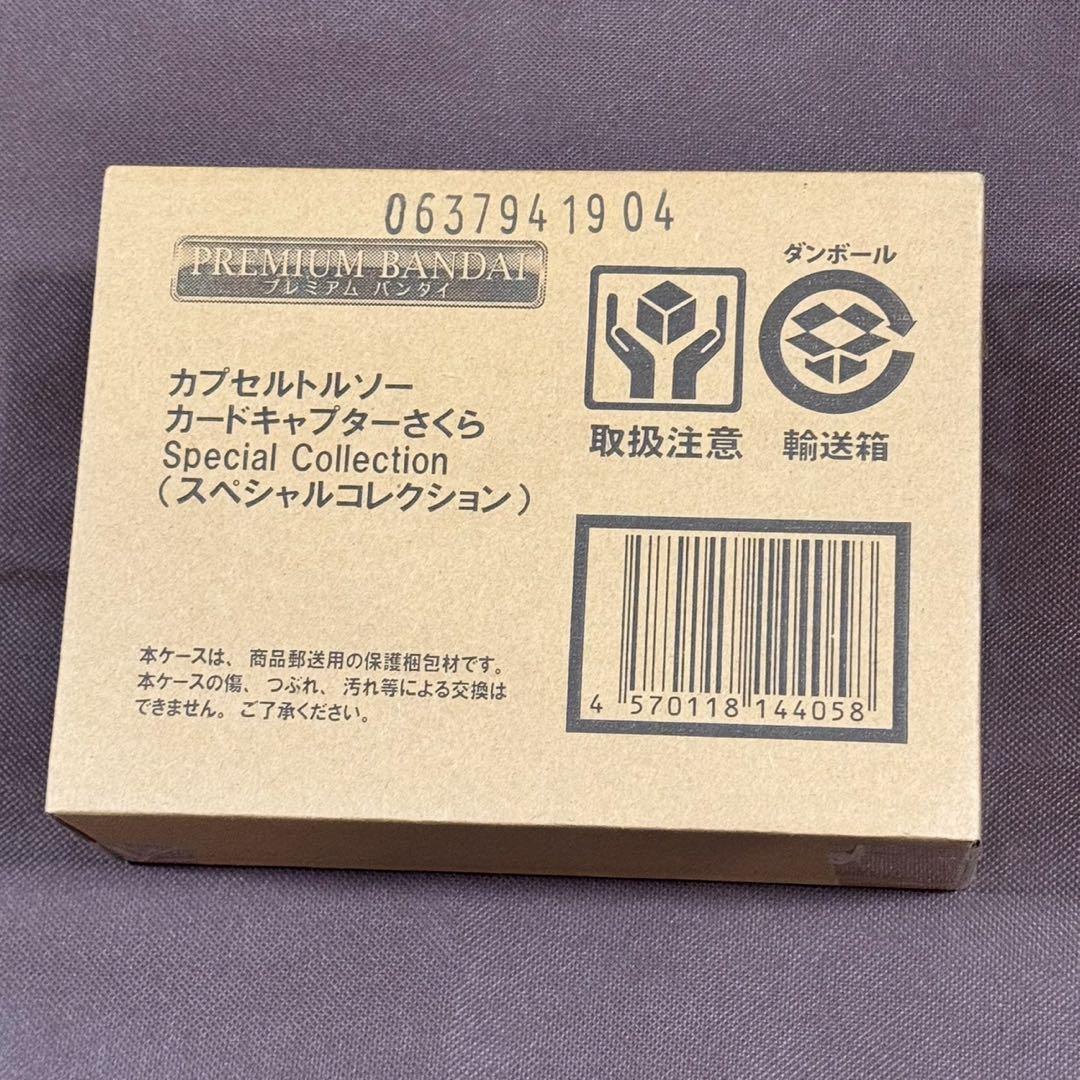 0637941904
PREMIUM BANDAI
プレミアム バンダイ
カプセルトルソー
カードキャプターさくら
Special Collection
(スペシャルコレクション)
取扱注意
ダンボール
輸送箱
本ケースは、商品郵送用の保護梱包材です。
本ケースの傷、つぶれ、汚れ等による交換は
できません。ご了承ください。
4 570118 144058